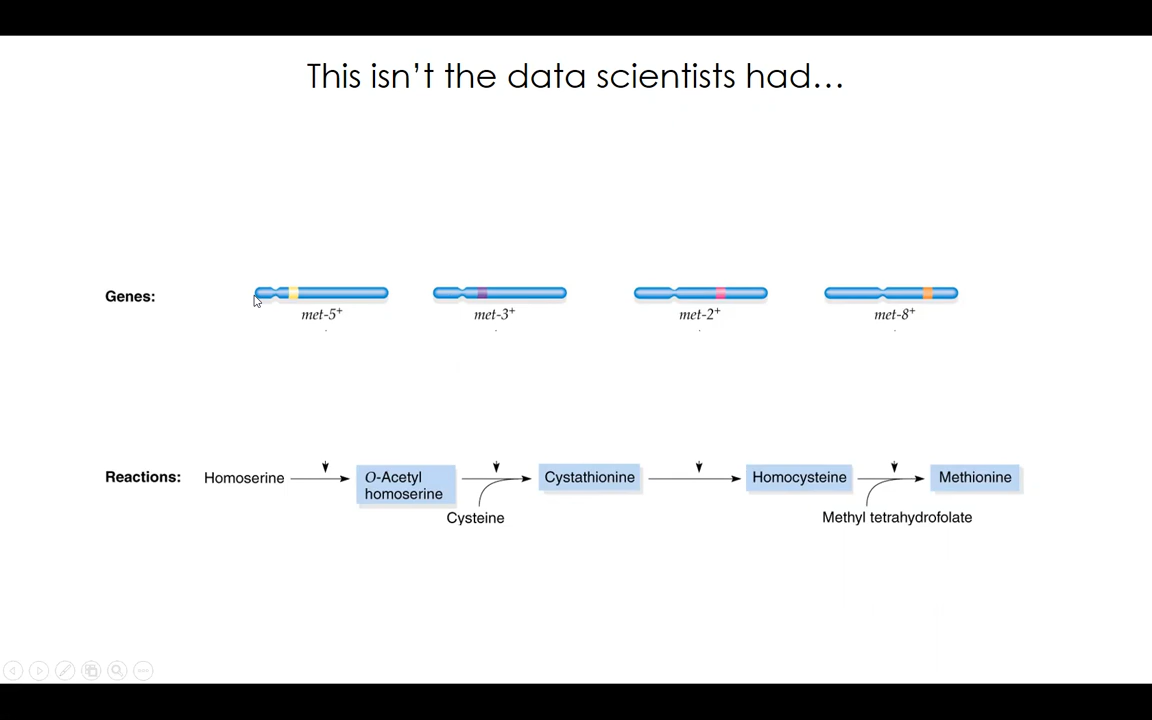 This isn't the data scientists had...
Genes:
met-5+
met-3+
met-2+
met-8+
Reactions:
Homoserine
O-Acetyl
homoserine
Cysteine
Cystathionine
Homocysteine
Methyl tetrahydrofolate
Methionine